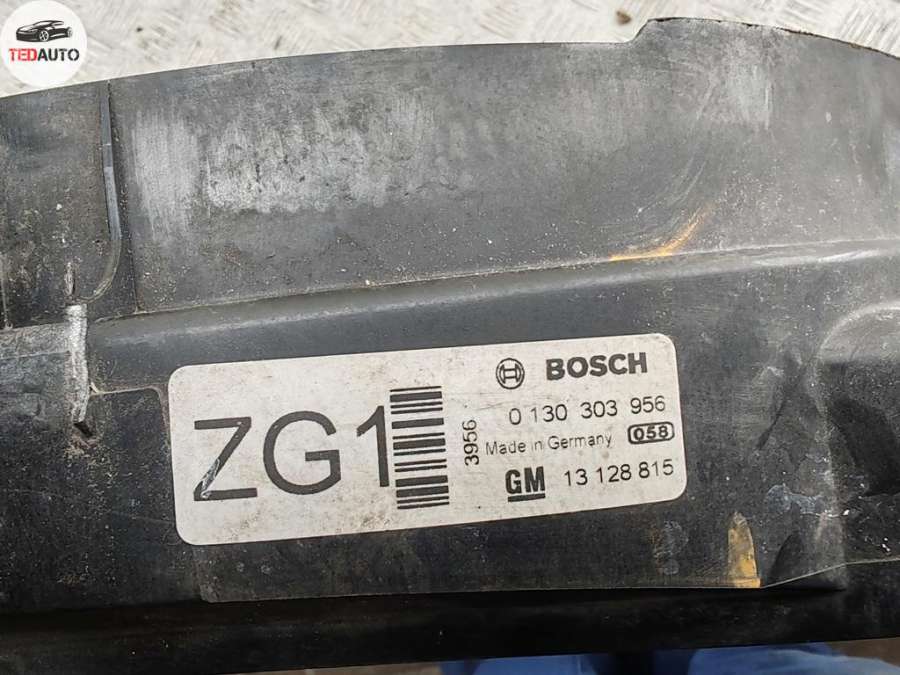 TEDAUTO
ZG1
3956
BOSCH
0 130 303 956
Made in Germany 058
GM 13 128 815